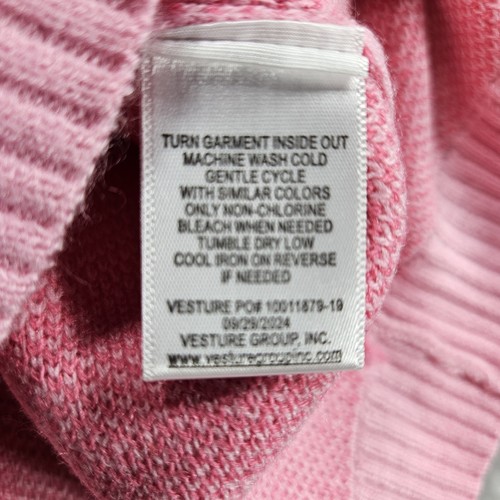 TURN GARMENT INSIDE OUT
MACHINE WASH COLD
GENTLE CYCLE
WITH SIMILAR COLORS
ONLY NON-CHLORINE
BLEACH WHEN NEEDED
TUMBLE DRY LOW
COOL IRON ON REVERSE
IF NEEDED
VESTURE PO# 10011879-19
09/29/2024
VESTURE GROUP, INC.
www.vesturegroupinc.com